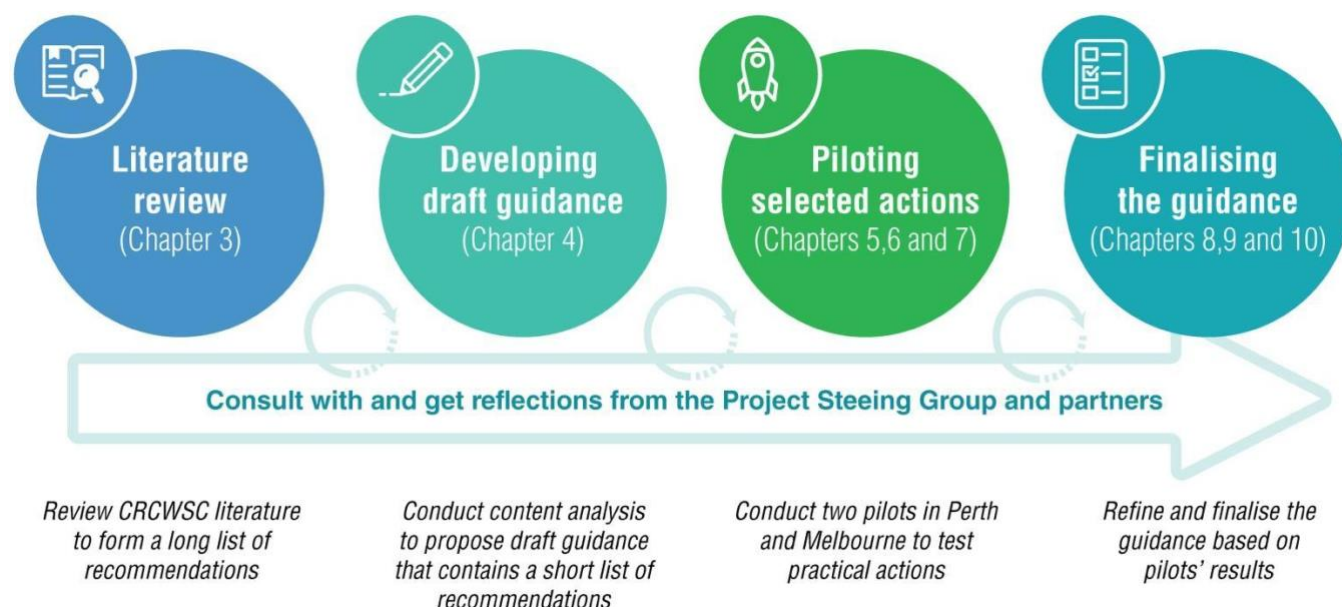 Literature
review
(Chapter 3)
Developing
draft guidance
(Chapter 4)
Piloting
selected actions
(Chapters 5,6 and 7)
Finalising
the guidance
(Chapters 8,9 and 10)
Consult with and get reflections from the Project Steeing Group and partners
Review CRCWSC literature
to form a long list of
recommendations
Conduct content analysis
to propose draft guidance
that contains a short list of
recommendations
Conduct two pilots in Perth
and Melbourne to test
practical actions
Refine and finalise the
guidance based on
pilots’ results